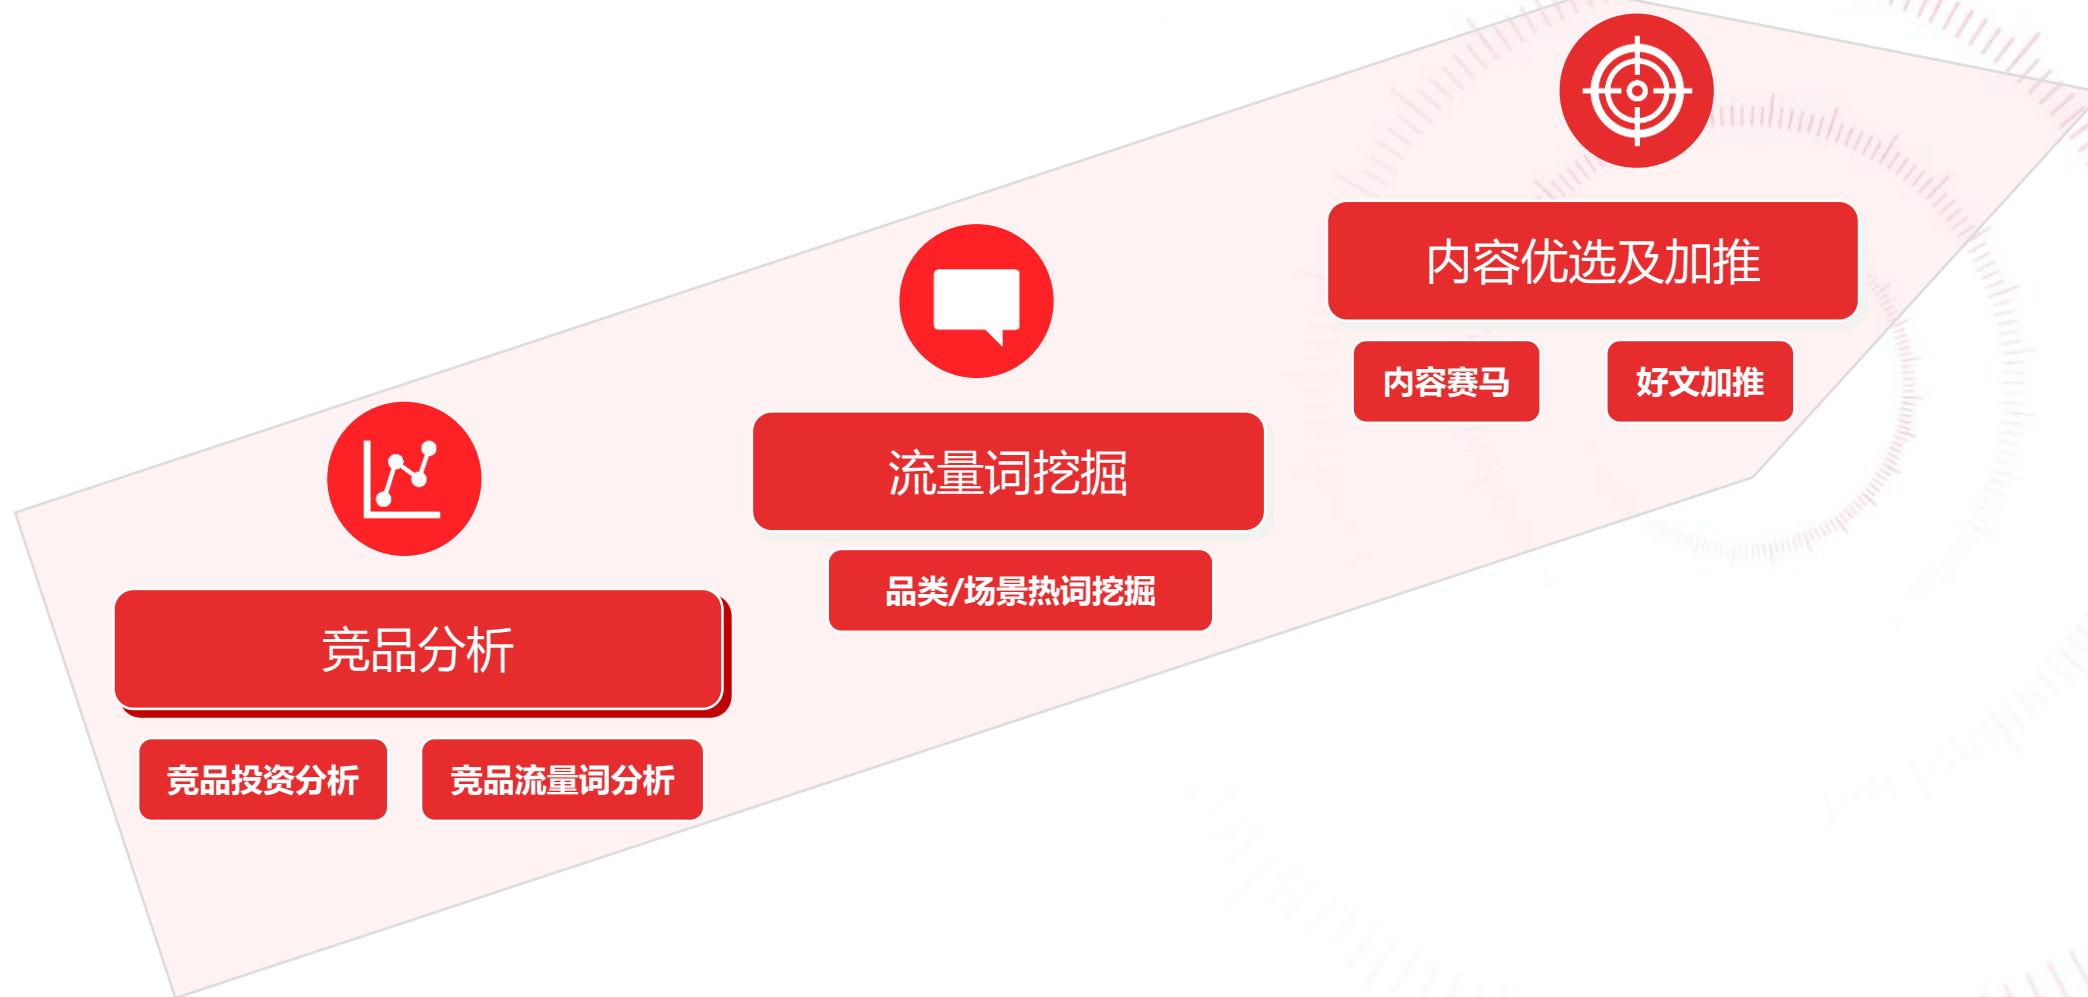 竞品分析
竞品投资分析
竞品流量词分析
流量词挖掘
品类/场景热词挖掘
内容优选及加推
内容赛马
好文加推